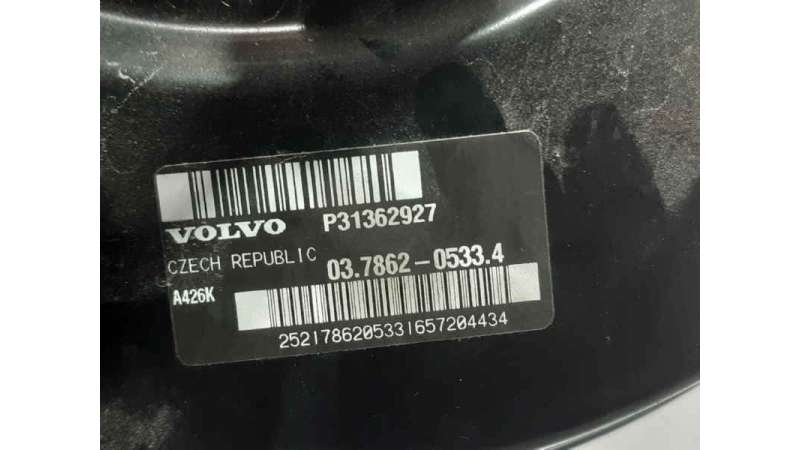 VOLVO P31362927
CZECH REPUBLIC 03.7862-0533.4
A426K
2521786205331657204434